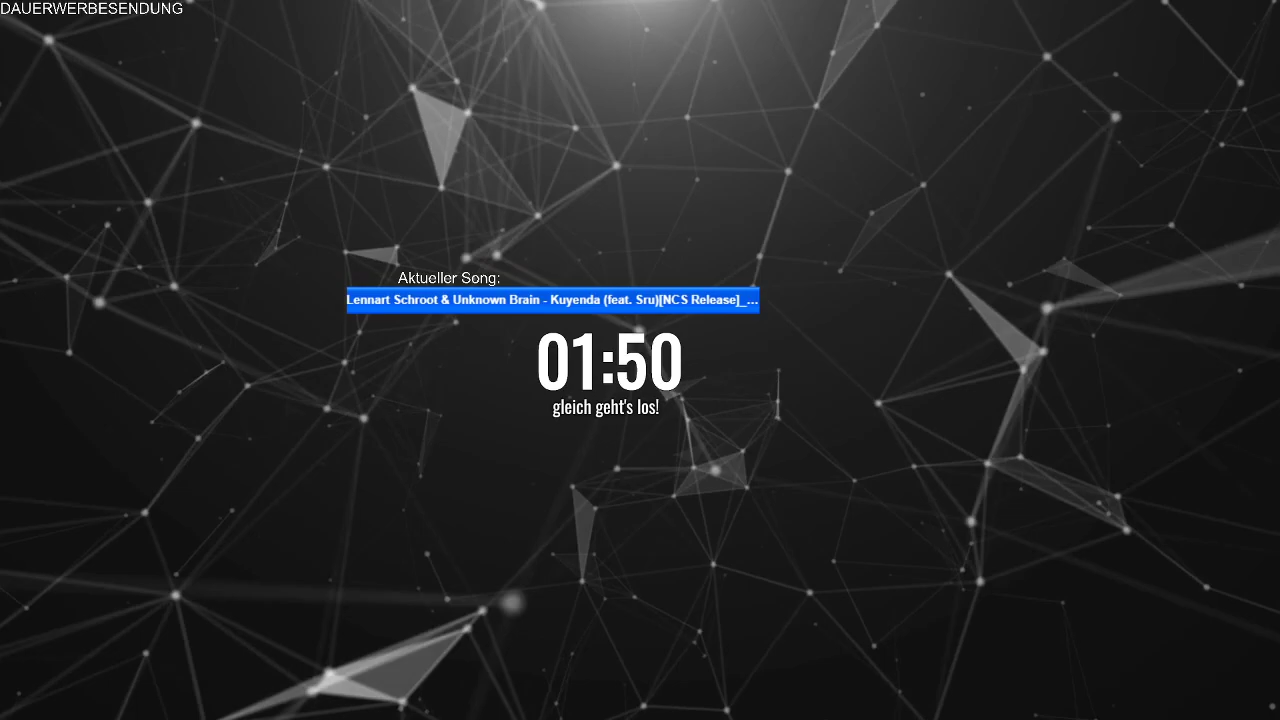 DAUERWERBESENDUNG
Aktueller Song:
Lennart Schroot & Unknown Brain - Kuyenda (feat. Sru)[NCS Release]_...
01:50
gleich geht's los!